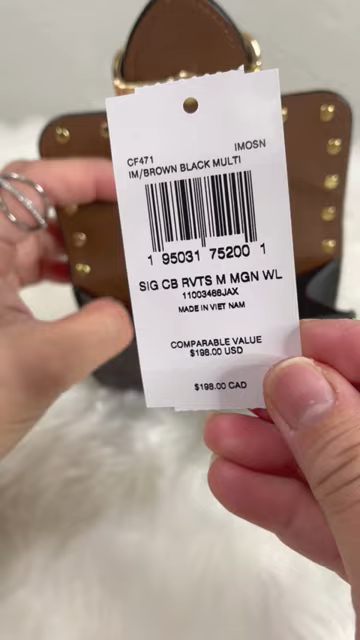 CF471 IMOSN
IM/BROWN BLACK MULTI
1 95031 75200 1
SIG CB RVTS M MGN WL
11003466JAX
MADE IN VIET NAM
COMPARABLE VALUE
$198.00 USD
$198.00 CAD